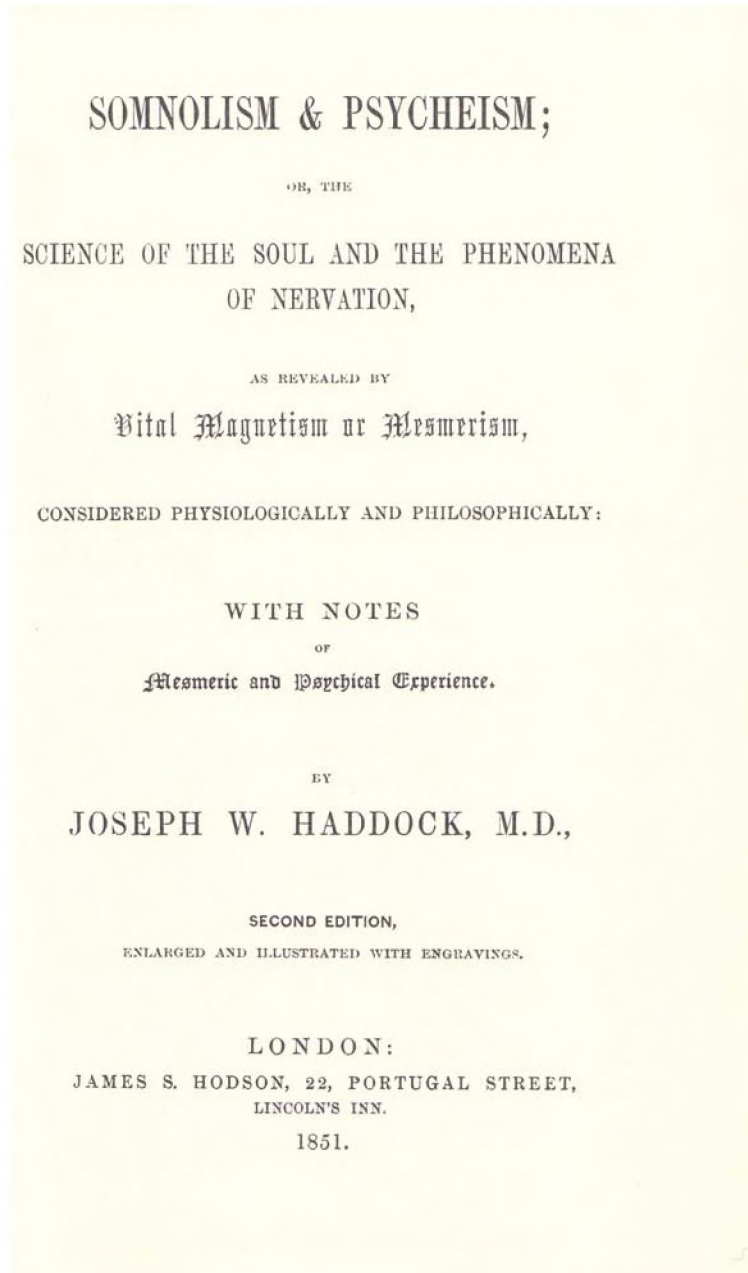 SOMNOLISM & PSYCHEISM;
OR, THE
SCIENCE OF THE SOUL AND THE PHENOMENA
OF NERVATION,
AS REVEALED BY
Vital Magnetism or Mesmerism,
CONSIDERED PHYSIOLOGICALLY AND PHILOSOPHICALLY:
WITH NOTES
OF
Mesmeric and Psychical Experience.
BY
JOSEPH W. HADDOCK, M.D.,
SECOND EDITION,
ENLARGED AND ILLUSTRATED WITH ENGRAVINGS.
LONDON:
JAMES S. HODSON, 22, PORTUGAL STREET,
LINCOLN'S INN.
1851.